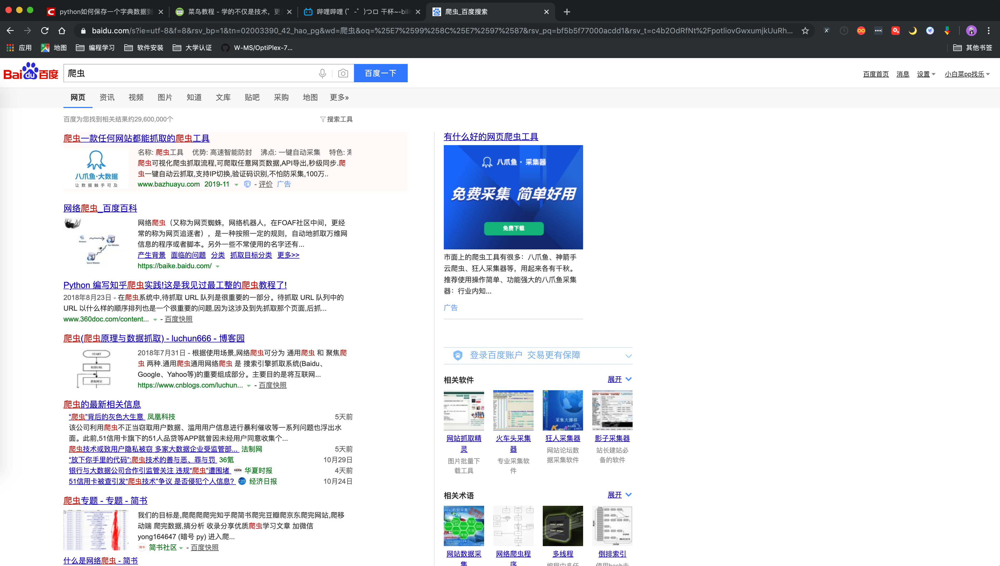 python如何保存一个字典数据到
菜鸟教程 - 学的不仅是技术，更
哔哩哔哩 (゜-゜)つロ 干杯~-bili
爬虫_百度搜索
baidu.com/s?ie=utf-8&f=8&rsv_bp=1&tn=02003390_42_hao_pg&wd=爬虫&oq=%25E7%2599%258C%25E7%2597%2587&rsv_pq=bf5b5f77000acdd1&rsv_t=c4b2OdRfNt%2FpotIiovGwxumjkUuRh...
应用 地图 编程学习 软件安装 大学认证 W-MS/OptiPlex-7... 其他书签
Bai du 百度 爬虫 百度一下
百度首页 消息 设置 小白菜pp找乐
网页 资讯 视频 图片 知道 文库 贴吧 采购 地图 更多»
百度为您找到相关结果约29,600,000个 搜索工具
爬虫一款任何网站都能抓取的爬虫工具
八爪鱼·大数据
让数据触手可及
名称: 爬虫工具 优势: 高速智能防封 沸点: 一键自动采集 特色: 海
爬虫可视化爬虫抓取流程,可爬取任意网页数据,API导出,秒级同步.爬
虫一键自动云抓取,支持IP切换,验证码识别,不怕防采集,100万..
www.bazhuayu.com 2019-11 保 - 评价 广告
网络爬虫_百度百科
网络爬虫（又称为网页蜘蛛，网络机器人，在FOAF社区中间，更经
常的称为网页追逐者），是一种按照一定的规则，自动地抓取万维网
信息的程序或者脚本。另外一些不常使用的名字还有...
产生背景 面临的问题 分类 抓取目标分类 更多>>
https://baike.baidu.com/
Python 编写知乎爬虫实践!这是我见过最工整的爬虫教程了!
2018年8月23日 - 在爬虫系统中,待抓取 URL 队列是很重要的一部分。待抓取 URL 队列中的
URL 以什么样的顺序排列也是一个很重要的问题,因为这涉及到先抓取那个页面,后抓...
www.360doc.com/content... - 百度快照
爬虫(爬虫原理与数据抓取) - luchun666 - 博客园
START
初始URL
获取网页
2018年7月31日 - 根据使用场景,网络爬虫可分为 通用爬虫 和 聚焦爬
虫 两种.通用爬虫通用网络爬虫 是 搜索引擎抓取系统(Baidu、
Google、Yahoo等)的重要组成部分。主要目的是将互联网...
https://www.cnblogs.com/luchun... - 百度快照
爬虫的最新相关信息
“爬虫”背后的灰色大生意 凤凰科技 5天前
该公司利用爬虫不正当窃取用户数据、滥用用户信息进行暴利催收等一系列问题也浮出水
面。此前,51信用卡旗下的51人品贷等APP就曾因未经用户同意收集个...
爬虫技术或致用户隐私被窃 多家大数据企业受监管部... 法制网 5天前
“放下你手里的代码”:爬虫技术的善与恶、罪与罚 36氪 10月29日
银行与大数据公司合作引监管关注 违规“爬虫”遭围堵 华夏时报 4天前
51信用卡被查引发“爬虫技术”争议 是否侵犯个人信息? 经济日报 10月24日
爬虫专题 - 专题 - 简书
我们的目标是,爬爬爬爬完知乎爬简书爬完豆瓣爬京东爬完网站,爬移
动端 爬完数据,搞分析 收录分享优质爬虫学习文章 加微信
yong164647 (暗号 py) 进入爬...
简书 简书社区 - 百度快照
什么是网络爬虫 - 简书
有什么好的网页爬虫工具
八爪鱼·采集器
免费采集 简单好用
免费下载
市面上的爬虫工具有很多：八爪鱼、神箭手
云爬虫、狂人采集器等，用起来各有千秋。
推荐使用操作简单、功能强大的八爪鱼采集
器：行业内知...
广告
登录百度账户 交易更有保障
相关软件 展开
采集大挪移
网站抓取精 火车头采集 狂人采集器 影子采集器
灵 器 网站论坛数 站长建站必
图片批量下 专业采集软 据采集软件 备的软件
载工具 件
相关术语 展开
网站数据采集
网站数据采 网络爬虫程 多线程 倒排索引
集 序 编程中多任 使用hash去